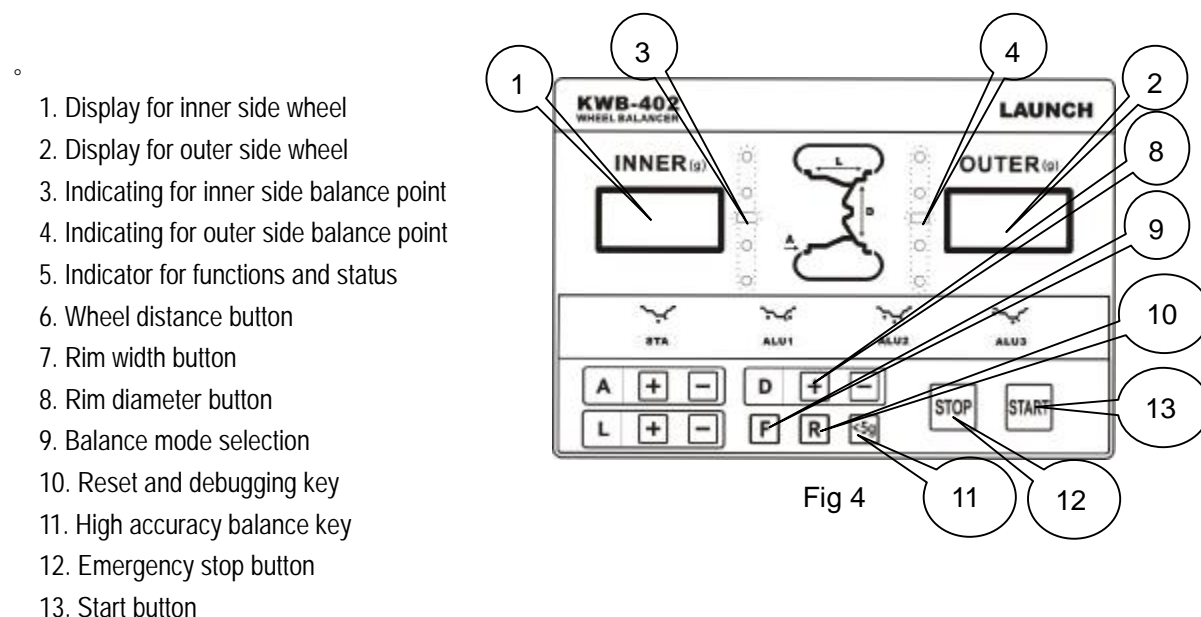 。
1. Display for inner side wheel
2. Display for outer side wheel
3. Indicating for inner side balance point
4. Indicating for outer side balance point
5. Indicator for functions and status
6. Wheel distance button
7. Rim width button
8. Rim diameter button
9. Balance mode selection
10. Reset and debugging key
11. High accuracy balance key
12. Emergency stop button
13. Start button
1
3
4
2
8
9
10
13
11
12
KWB-402
WHEEL BALANCER
LAUNCH
INNER(g)
OUTER(g)
L
D
A
STA
ALU1
ALU2
ALU3
A + −
D + −
L + −
F R <5g
STOP
START
Fig 4